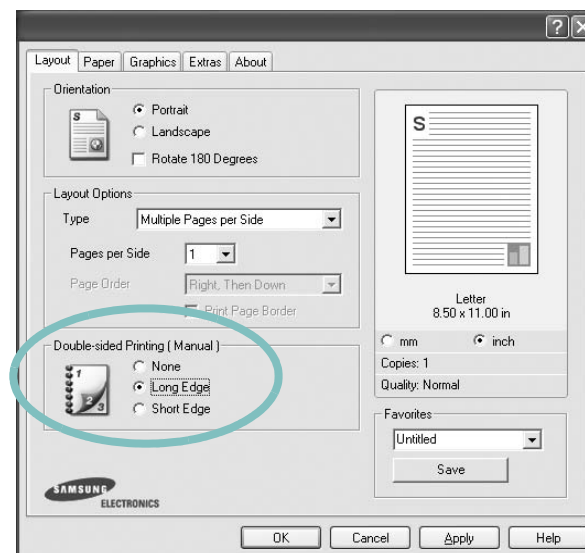 Layout Paper Graphics Extras About
Orientation
S
Portrait
Landscape
Rotate 180 Degrees
Layout Options
Type Multiple Pages per Side
Pages per Side 1
Page Order Right, Then Down
Print Page Border
Double-sided Printing ( Manual )
1
2 3
None
Long Edge
Short Edge
SAMSUNG
ELECTRONICS
S
Letter
8.50 x 11.00 in
mm inch
Copies: 1
Quality: Normal
Favorites
Untitled
Save
OK Cancel Apply Help